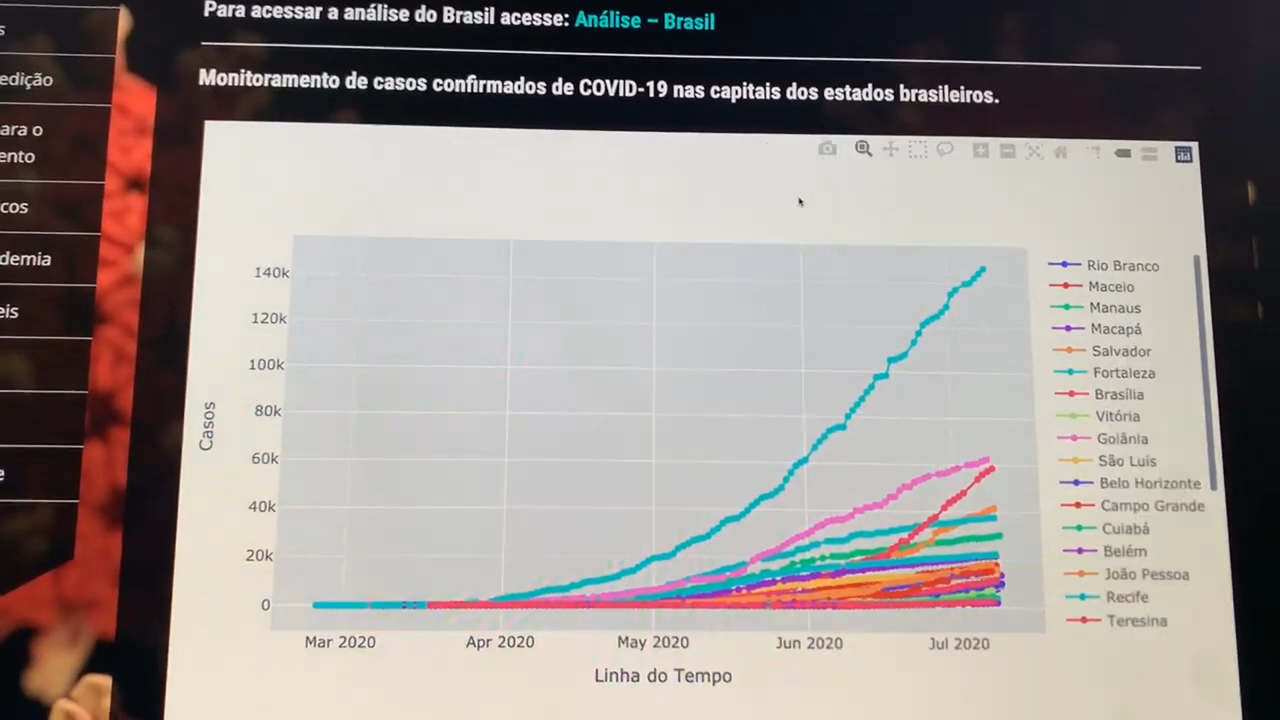 Para acessar a análise do Brasil acesse: Análise – Brasil
Monitoramento de casos confirmados de COVID-19 nas capitais dos estados brasileiros.
s
edição
ara o
ento
cos
demia
eis
e
140k
120k
100k
80k
60k
40k
20k
0
Casos
Mar 2020
Apr 2020
May 2020
Jun 2020
Jul 2020
Linha do Tempo
Rio Branco
Maceio
Manaus
Macapá
Salvador
Fortaleza
Brasília
Vitória
Goiânia
São Luis
Belo Horizonte
Campo Grande
Cuiabá
Belém
João Pessoa
Recife
Teresina